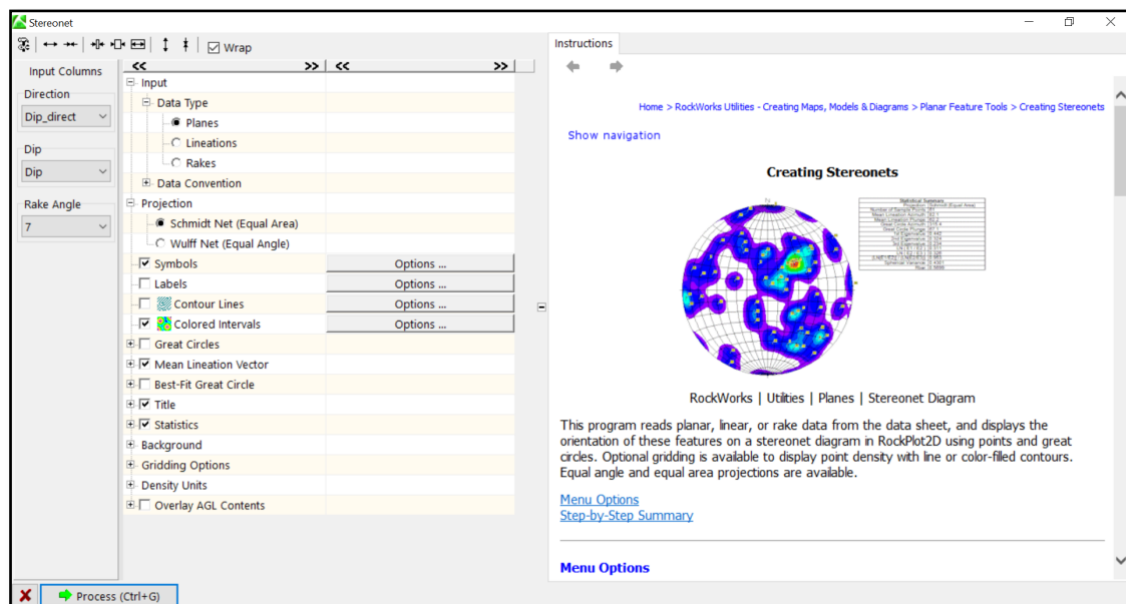 Stereonet
Wrap
Input Columns
Direction
Dip_direct
Dip
Dip
Rake Angle
7
<< >> << >>
Input
Data Type
Planes
Lineations
Rakes
Data Convention
Projection
Schmidt Net (Equal Area)
Wulff Net (Equal Angle)
Symbols Options ...
Labels Options ...
Contour Lines Options ...
Colored Intervals Options ...
Great Circles
Mean Lineation Vector
Best-Fit Great Circle
Title
Statistics
Background
Gridding Options
Density Units
Overlay AGL Contents
Process (Ctrl+G)
Instructions
Home > RockWorks Utilities - Creating Maps, Models & Diagrams > Planar Feature Tools > Creating Stereonets
Show navigation
Creating Stereonets
Statistical Summary
RockWorks | Utilities | Planes | Stereonet Diagram
This program reads planar, linear, or rake data from the data sheet, and displays the
orientation of these features on a stereonet diagram in RockPlot2D using points and great
circles. Optional gridding is available to display point density with line or color-filled contours.
Equal angle and equal area projections are available.
Menu Options
Step-by-Step Summary
Menu Options